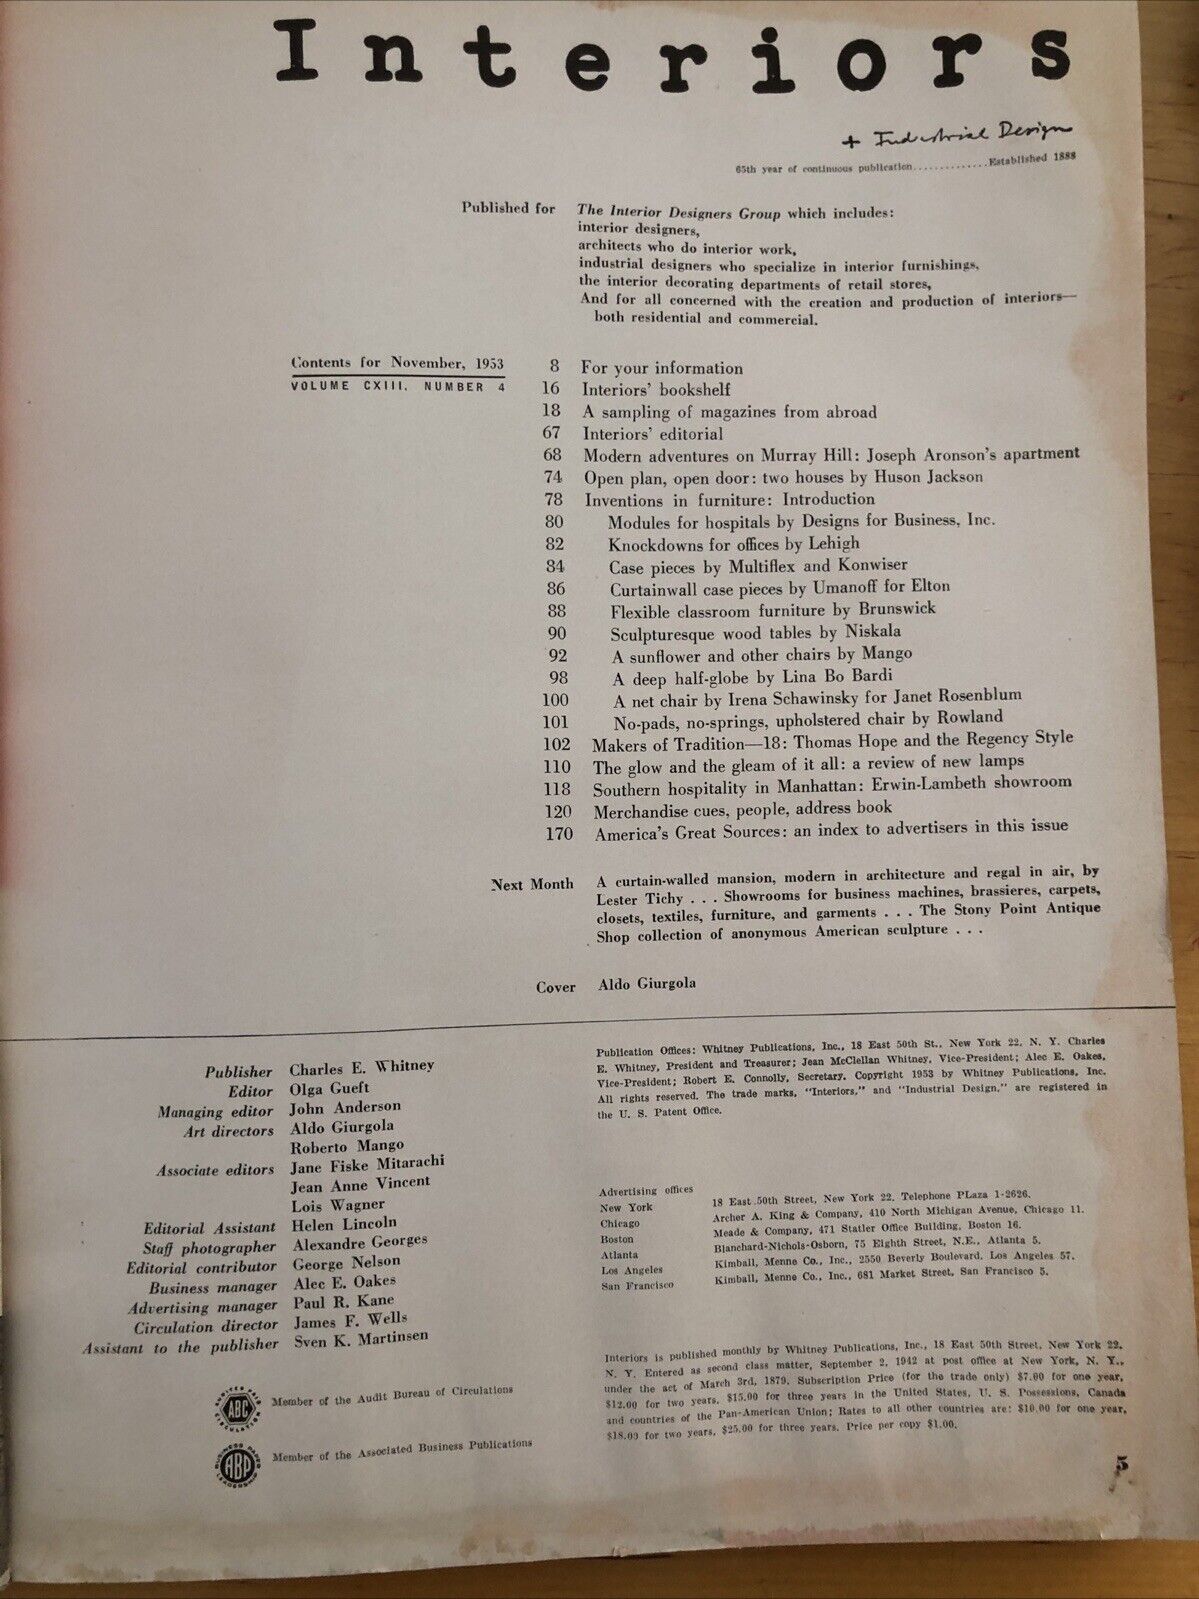 Interiors
+ Industrial Design
65th year of continuous publication..............Established 1888
Published for The Interior Designers Group which includes:
interior designers,
architects who do interior work,
industrial designers who specialize in interior furnishings,
the interior decorating departments of retail stores,
And for all concerned with the creation and production of interiors—
both residential and commercial.
Contents for November, 1953
VOLUME CXIII, NUMBER 4
8 For your information
16 Interiors' bookshelf
18 A sampling of magazines from abroad
67 Interiors' editorial
68 Modern adventures on Murray Hill: Joseph Aronson's apartment
74 Open plan, open door: two houses by Huson Jackson
78 Inventions in furniture: Introduction
80 Modules for hospitals by Designs for Business, Inc.
82 Knockdowns for offices by Lehigh
84 Case pieces by Multiflex and Konwiser
86 Curtainwall case pieces by Umanoff for Elton
88 Flexible classroom furniture by Brunswick
90 Sculpturesque wood tables by Niskala
92 A sunflower and other chairs by Mango
98 A deep half-globe by Lina Bo Bardi
100 A net chair by Irena Schawinsky for Janet Rosenblum
101 No-pads, no-springs, upholstered chair by Rowland
102 Makers of Tradition—18: Thomas Hope and the Regency Style
110 The glow and the gleam of it all: a review of new lamps
118 Southern hospitality in Manhattan: Erwin-Lambeth showroom
120 Merchandise cues, people, address book
170 America's Great Sources: an index to advertisers in this issue
Next Month A curtain-walled mansion, modern in architecture and regal in air, by
Lester Tichy . . . Showrooms for business machines, brassieres, carpets,
closets, textiles, furniture, and garments . . . The Stony Point Antique
Shop collection of anonymous American sculpture . . .
Cover Aldo Giurgola
Publisher Charles E. Whitney
Editor Olga Gueft
Managing editor John Anderson
Art directors Aldo Giurgola
Roberto Mango
Associate editors Jane Fiske Mitarachi
Jean Anne Vincent
Lois Wagner
Editorial Assistant Helen Lincoln
Staff photographer Alexandre Georges
Editorial contributor George Nelson
Business manager Alec E. Oakes
Advertising manager Paul R. Kane
Circulation director James F. Wells
Assistant to the publisher Sven K. Martinsen
ABC
Member of the Audit Bureau of Circulations
ABP
Member of the Associated Business Publications
Publication Offices: Whitney Publications, Inc., 18 East 50th St., New York 22, N. Y. Charles
E. Whitney, President and Treasurer; Jean McClellan Whitney, Vice-President; Alec E. Oakes,
Vice-President; Robert E. Connolly, Secretary. Copyright 1953 by Whitney Publications, Inc.
All rights reserved. The trade marks, "Interiors," and "Industrial Design," are registered in
the U. S. Patent Office.
Advertising offices
New York 18 East 50th Street, New York 22, Telephone PLaza 1-2626.
Chicago Archer A. King & Company, 410 North Michigan Avenue, Chicago 11.
Boston Meade & Company, 471 Statler Office Building, Boston 16.
Atlanta Blanchard-Nichols-Osborn, 75 Eighth Street, N.E., Atlanta 5.
Los Angeles Kimball, Menne Co., Inc., 2550 Beverly Boulevard, Los Angeles 57.
San Francisco Kimball, Menne Co., Inc., 681 Market Street, San Francisco 5.
Interiors is published monthly by Whitney Publications, Inc., 18 East 50th Street, New York 22,
N. Y. Entered as second class matter, September 2, 1942 at post office at New York, N. Y.,
under the act of March 3rd, 1879. Subscription Price (for the trade only) $7.00 for one year,
$12.00 for two years, $15.00 for three years in the United States, U. S. Possessions, Canada
and countries of the Pan-American Union; Rates to all other countries are: $10.00 for one year,
$18.00 for two years, $25.00 for three years. Price per copy $1.00.
5